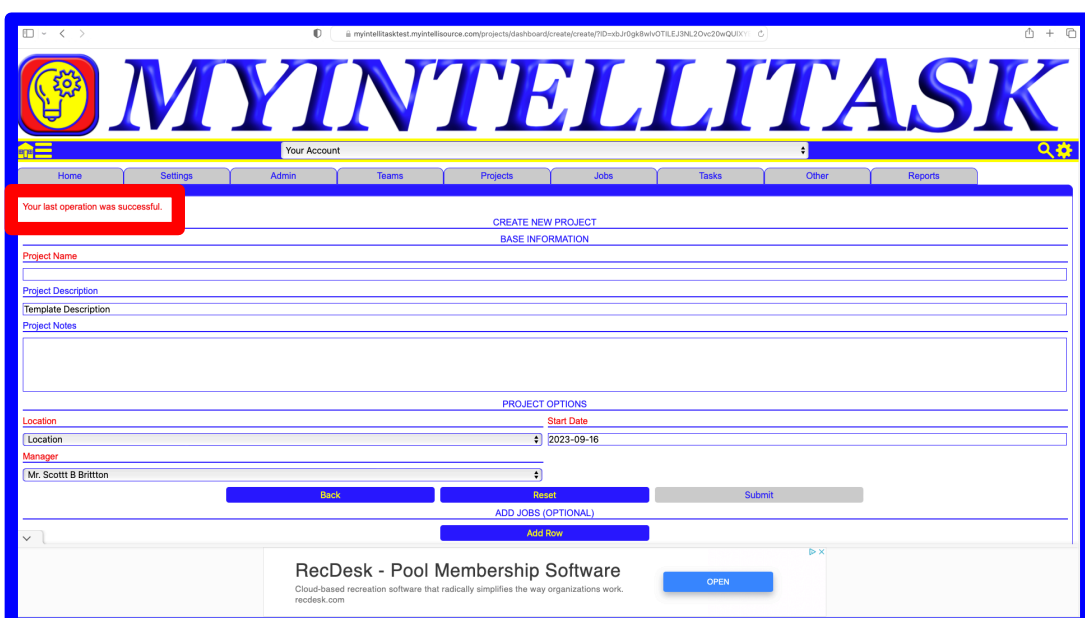 myintellitasktest.myintellisource.com/projects/dashboard/create/create/?ID=xbJr0gk8wlvOTILEJ3NL2Ovc20wQUIXY
MYINTELLITASK
Your Account
Home Settings Admin Teams Projects Jobs Tasks Other Reports
Your last operation was successful.
CREATE NEW PROJECT
BASE INFORMATION
Project Name
Project Description
Template Description
Project Notes
PROJECT OPTIONS
Location Start Date
Location 2023-09-16
Manager
Mr. Scottt B Brittton
Back Reset Submit
ADD JOBS (OPTIONAL)
Add Row
RecDesk - Pool Membership Software
Cloud-based recreation software that radically simplifies the way organizations work.
recdesk.com
OPEN